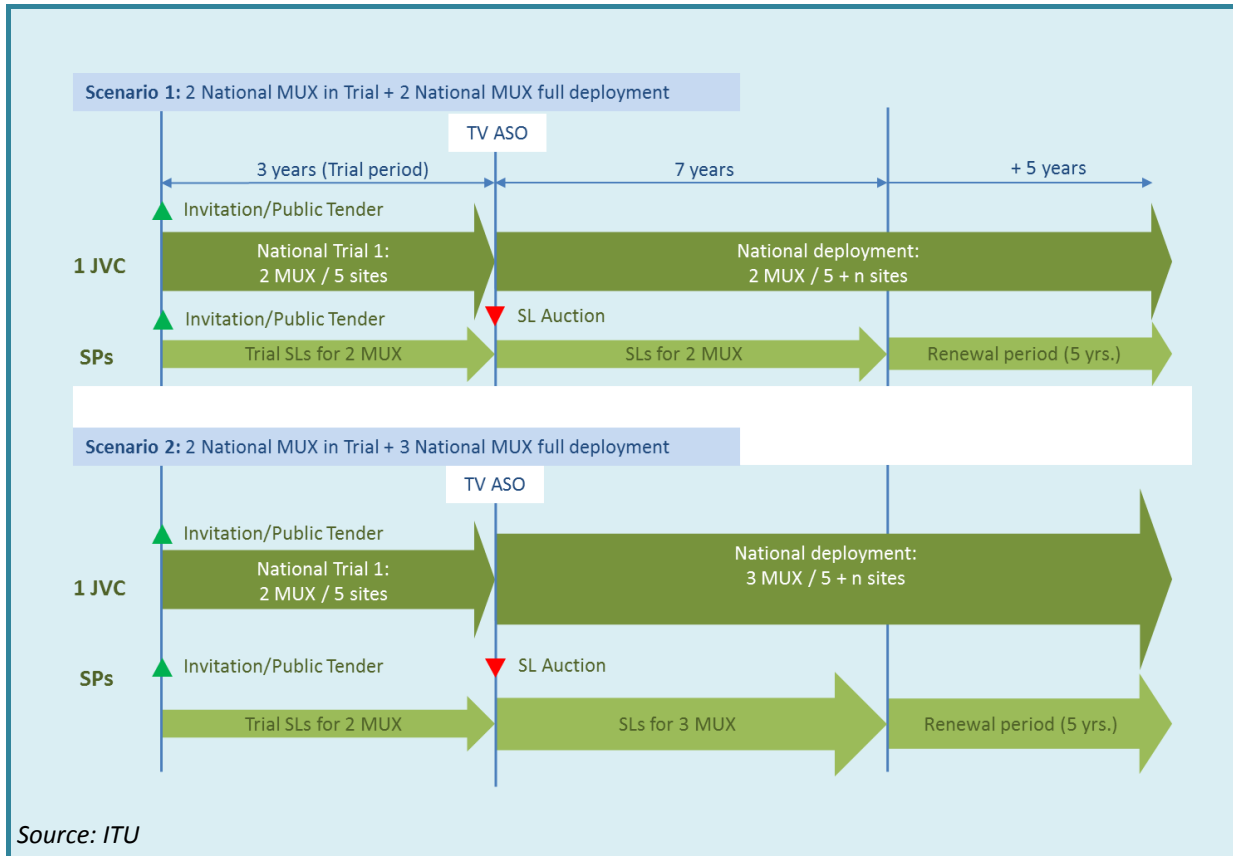 Scenario 1: 2 National MUX in Trial + 2 National MUX full deployment
TV ASO
3 years (Trial period)
7 years
+ 5 years
Invitation/Public Tender
1 JVC
National Trial 1:
2 MUX / 5 sites
National deployment:
2 MUX / 5 + n sites
Invitation/Public Tender
SL Auction
SPs
Trial SLs for 2 MUX
SLs for 2 MUX
Renewal period (5 yrs.)
Scenario 2: 2 National MUX in Trial + 3 National MUX full deployment
TV ASO
Invitation/Public Tender
1 JVC
National Trial 1:
2 MUX / 5 sites
National deployment:
3 MUX / 5 + n sites
Invitation/Public Tender
SL Auction
SPs
Trial SLs for 2 MUX
SLs for 3 MUX
Renewal period (5 yrs.)
Source: ITU